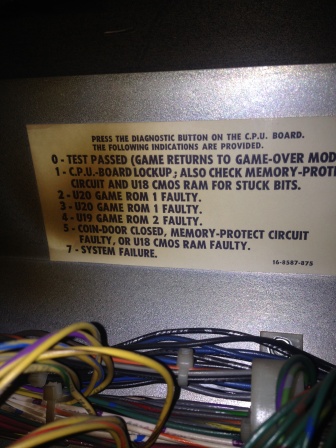 PRESS THE DIAGNOSTIC BUTTON ON THE C.P.U. BOARD.
THE FOLLOWING INDICATIONS ARE PROVIDED.
0 - TEST PASSED (GAME RETURNS TO GAME-OVER MOD
1 - C.P.U.-BOARD LOCKUP; ALSO CHECK MEMORY-PROTE
CIRCUIT AND U18 CMOS RAM FOR STUCK BITS.
2 - U20 GAME ROM 1 FAULTY.
3 - U20 GAME ROM 1 FAULTY.
4 - U19 GAME ROM 2 FAULTY.
5 - COIN-DOOR CLOSED, MEMORY-PROTECT CIRCUIT
FAULTY, OR U18 CMOS RAM FAULTY.
7 - SYSTEM FAILURE.
16-8587-875